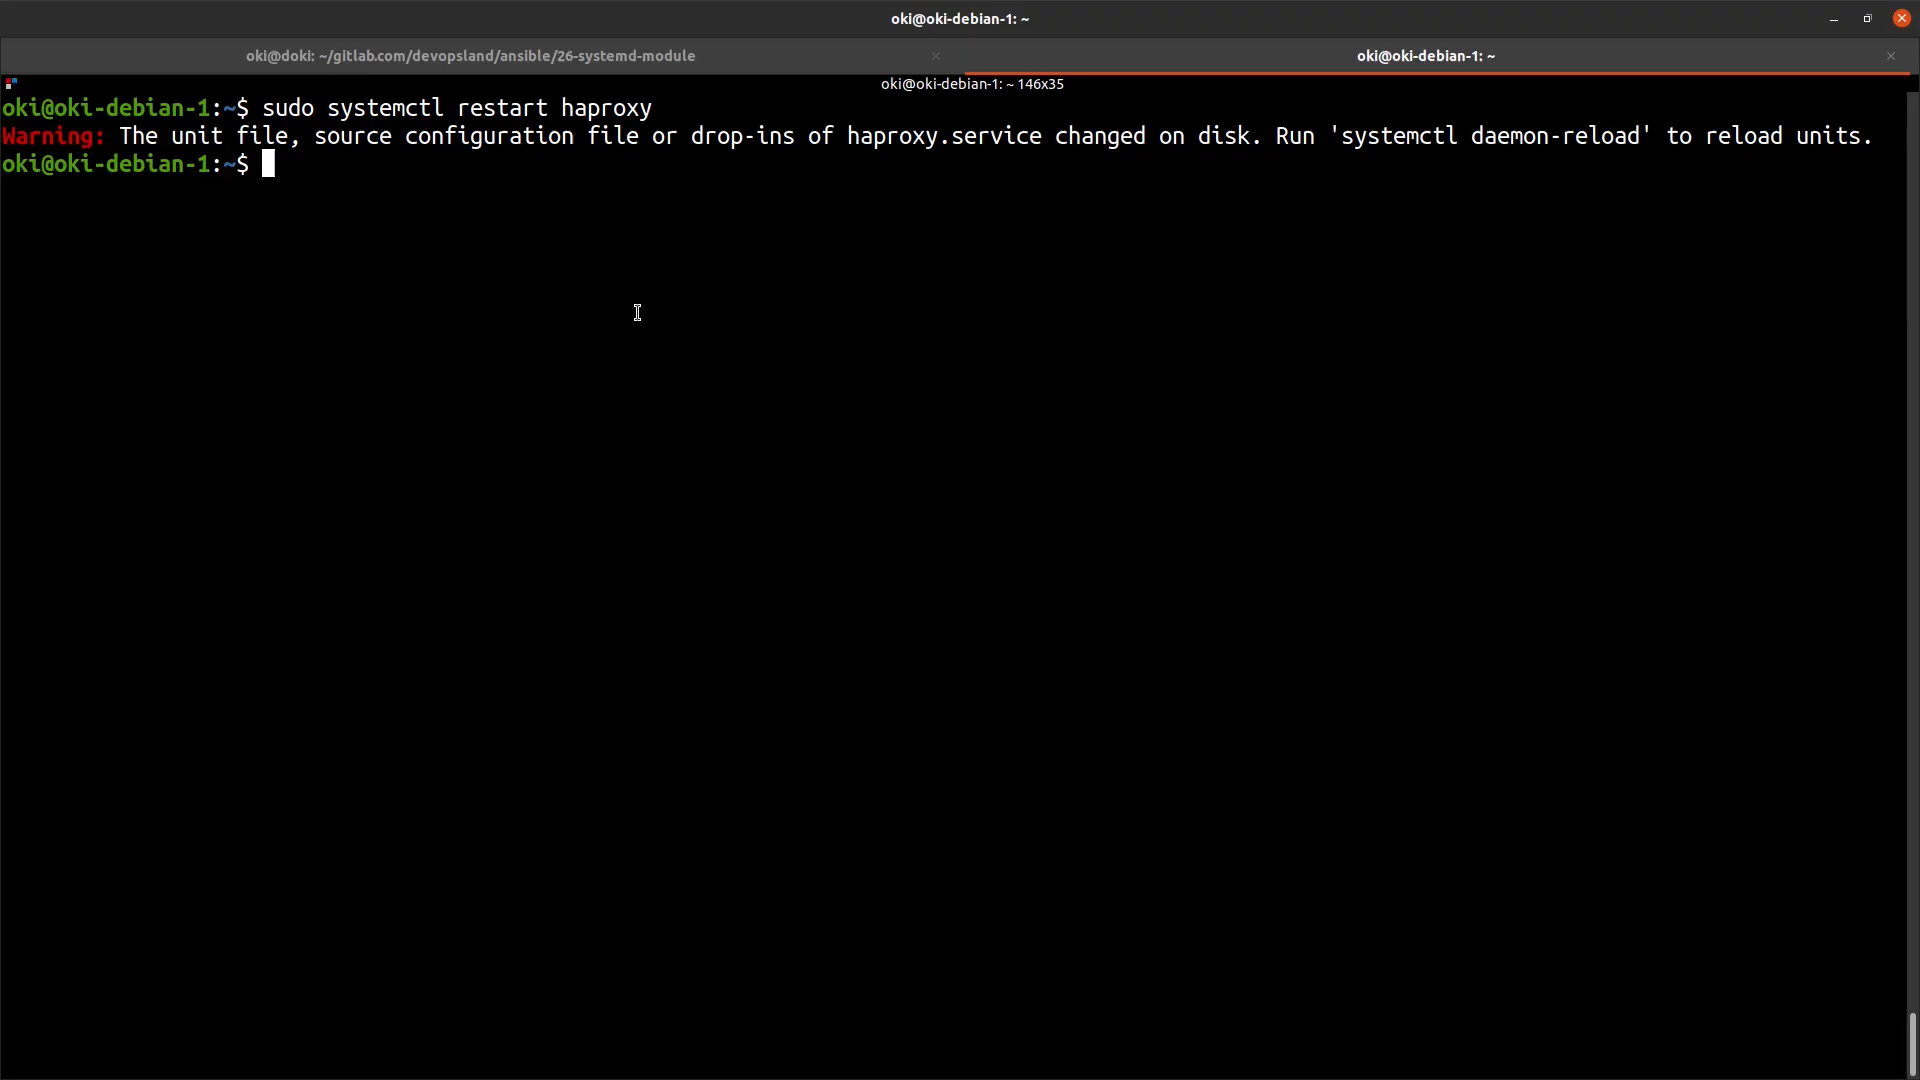 oki@oki-debian-1: ~
oki@doki: ~/gitlab.com/devopsland/ansible/26-systemd-module
oki@oki-debian-1: ~
oki@oki-debian-1: ~ 146x35
oki@oki-debian-1:~$ sudo systemctl restart haproxy
Warning: The unit file, source configuration file or drop-ins of haproxy.service changed on disk. Run 'systemctl daemon-reload' to reload units.
oki@oki-debian-1:~$